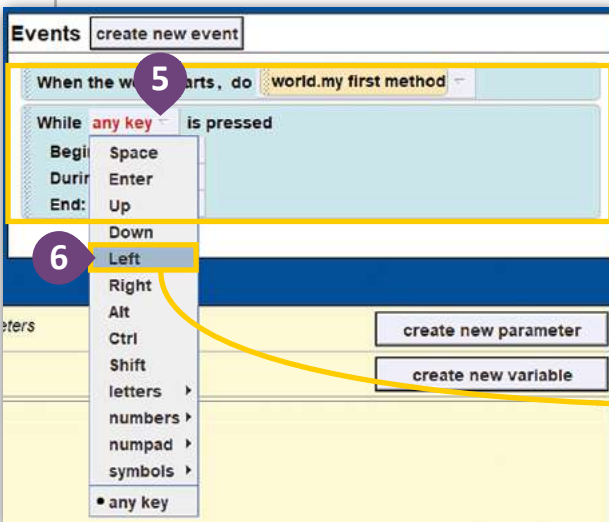 Events create new event
When the w arts, do world.my first method
5
While any key is pressed
Begi
Durir
End:
Space
Enter
Up
Down
6
Left
Right
Alt
Ctrl
Shift
letters
numbers
numpad
symbols
any key
eters
create new parameter
create new variable